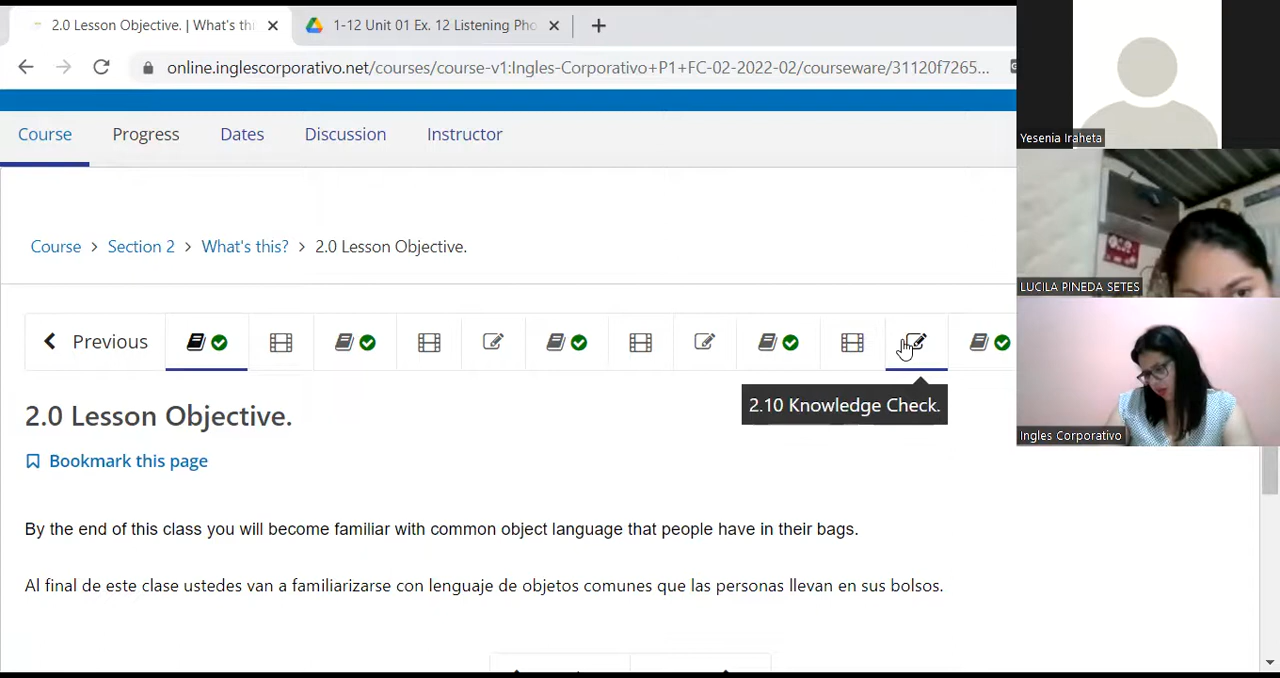 2.0 Lesson Objective. | What's thi
1-12 Unit 01 Ex. 12 Listening Pho
online.inglescorporativo.net/courses/course-v1:Ingles-Corporativo+P1+FC-02-2022-02/courseware/31120f7265...
Course
Progress
Dates
Discussion
Instructor
Yesenia Iraheta
LUCILA PINEDA SETES
Ingles Corporativo
Course > Section 2 > What's this? > 2.0 Lesson Objective.
Previous
2.10 Knowledge Check.
2.0 Lesson Objective.
Bookmark this page
By the end of this class you will become familiar with common object language that people have in their bags.
Al final de este clase ustedes van a familiarizarse con lenguaje de objetos comunes que las personas llevan en sus bolsos.